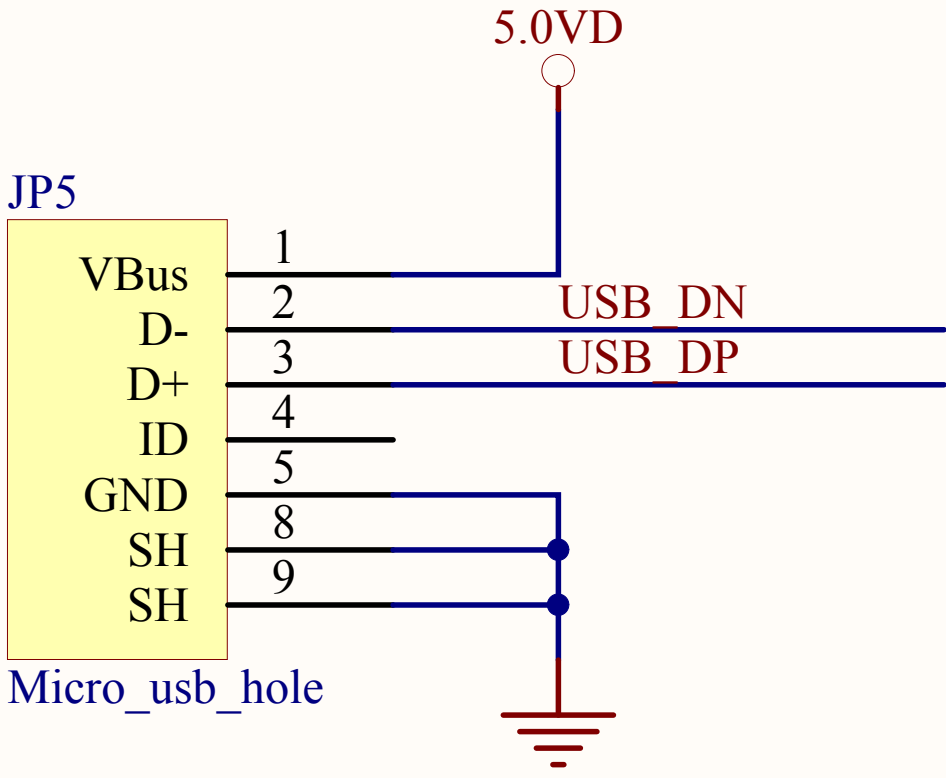 5.0VD
JP5
VBus 1
D- 2 USB_DN
D+ 3 USB_DP
ID 4
GND 5
SH 8
SH 9
Micro_usb_hole